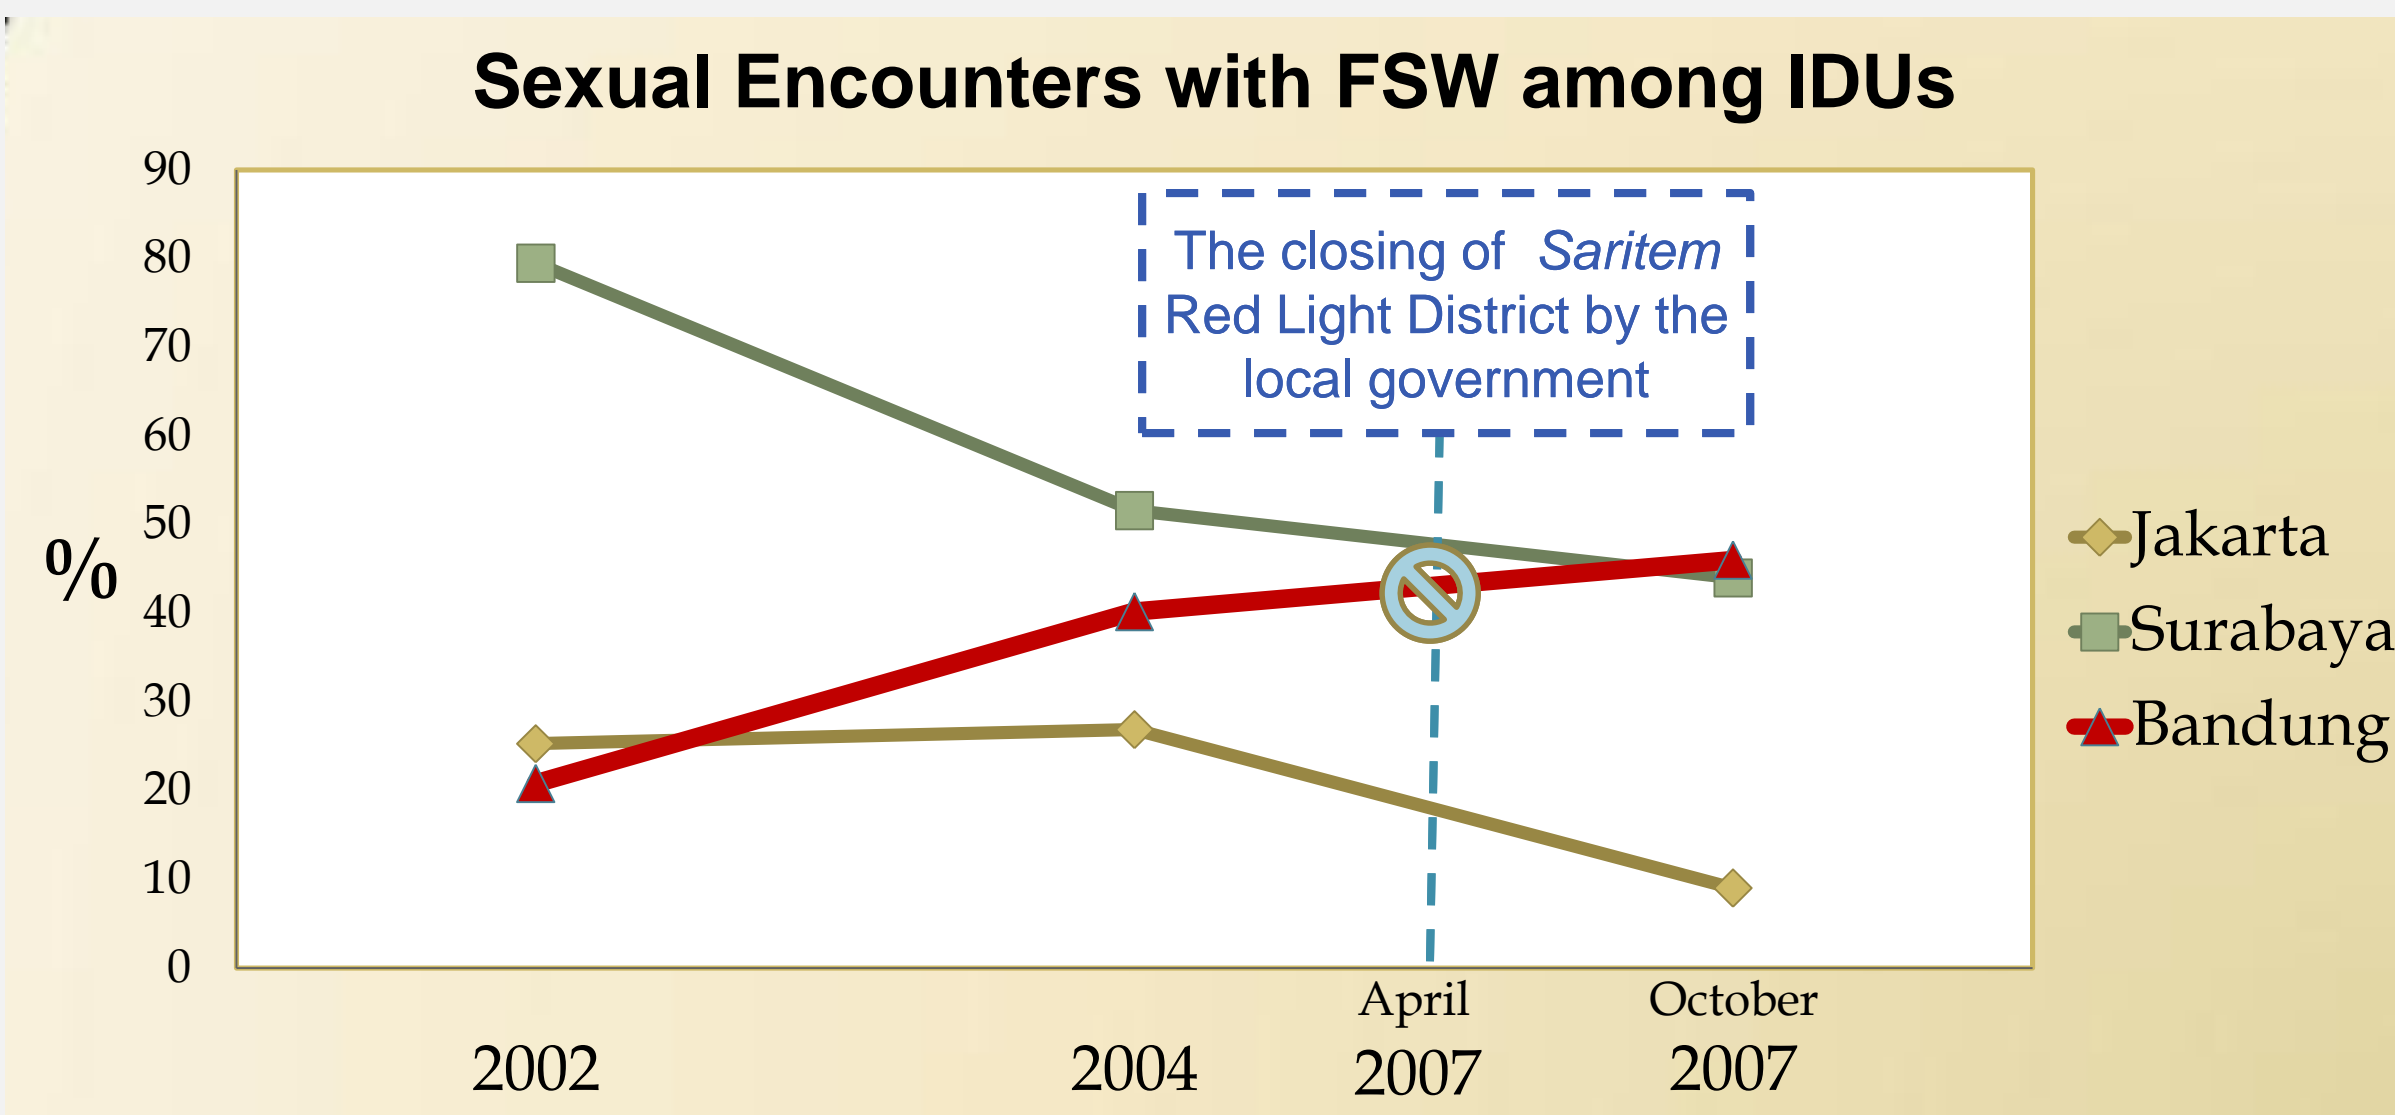 Sexual Encounters with FSW among IDUs
90
80
70
60
50
40
30
20
10
0
%
The closing of Saritem
Red Light District by the
local government
Jakarta
Surabaya
Bandung
April
October
2002
2004
2007
2007